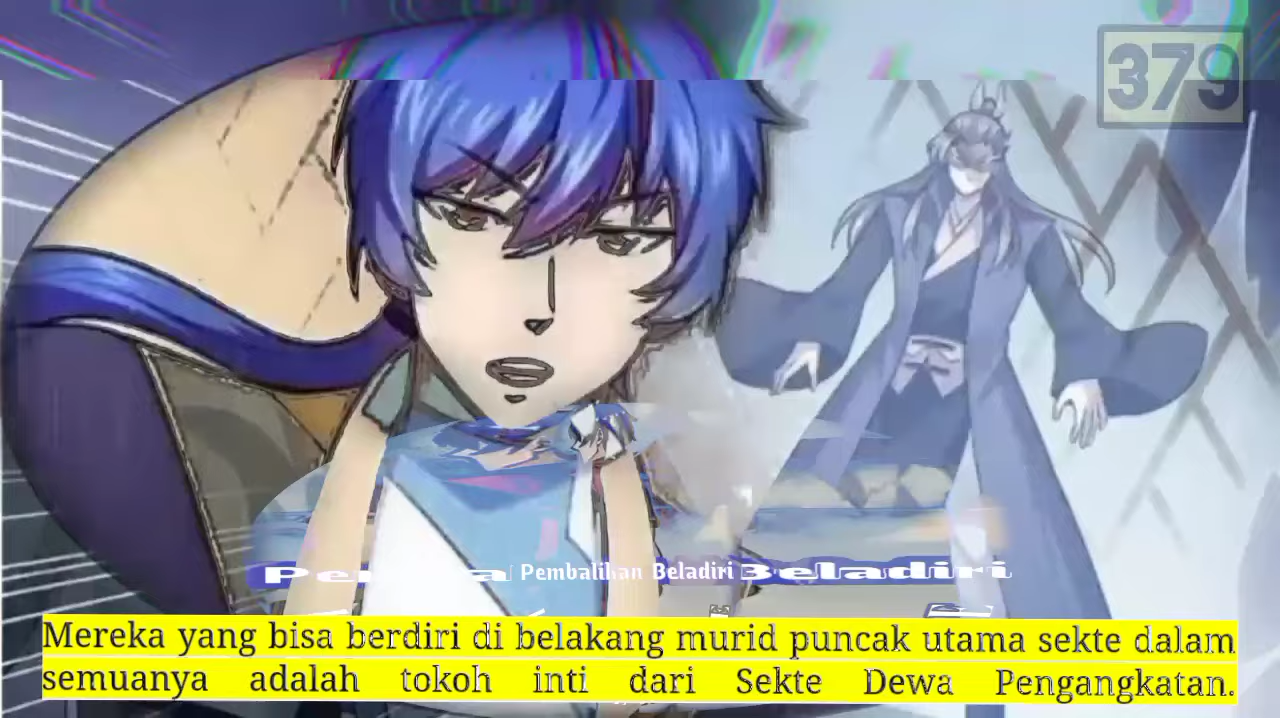 379
Pembalikan Beladiri
Beladiri
Mereka yang bisa berdiri di belakang murid puncak utama sekte dalam
semuanya adalah tokoh inti dari Sekte Dewa Pengangkatan.